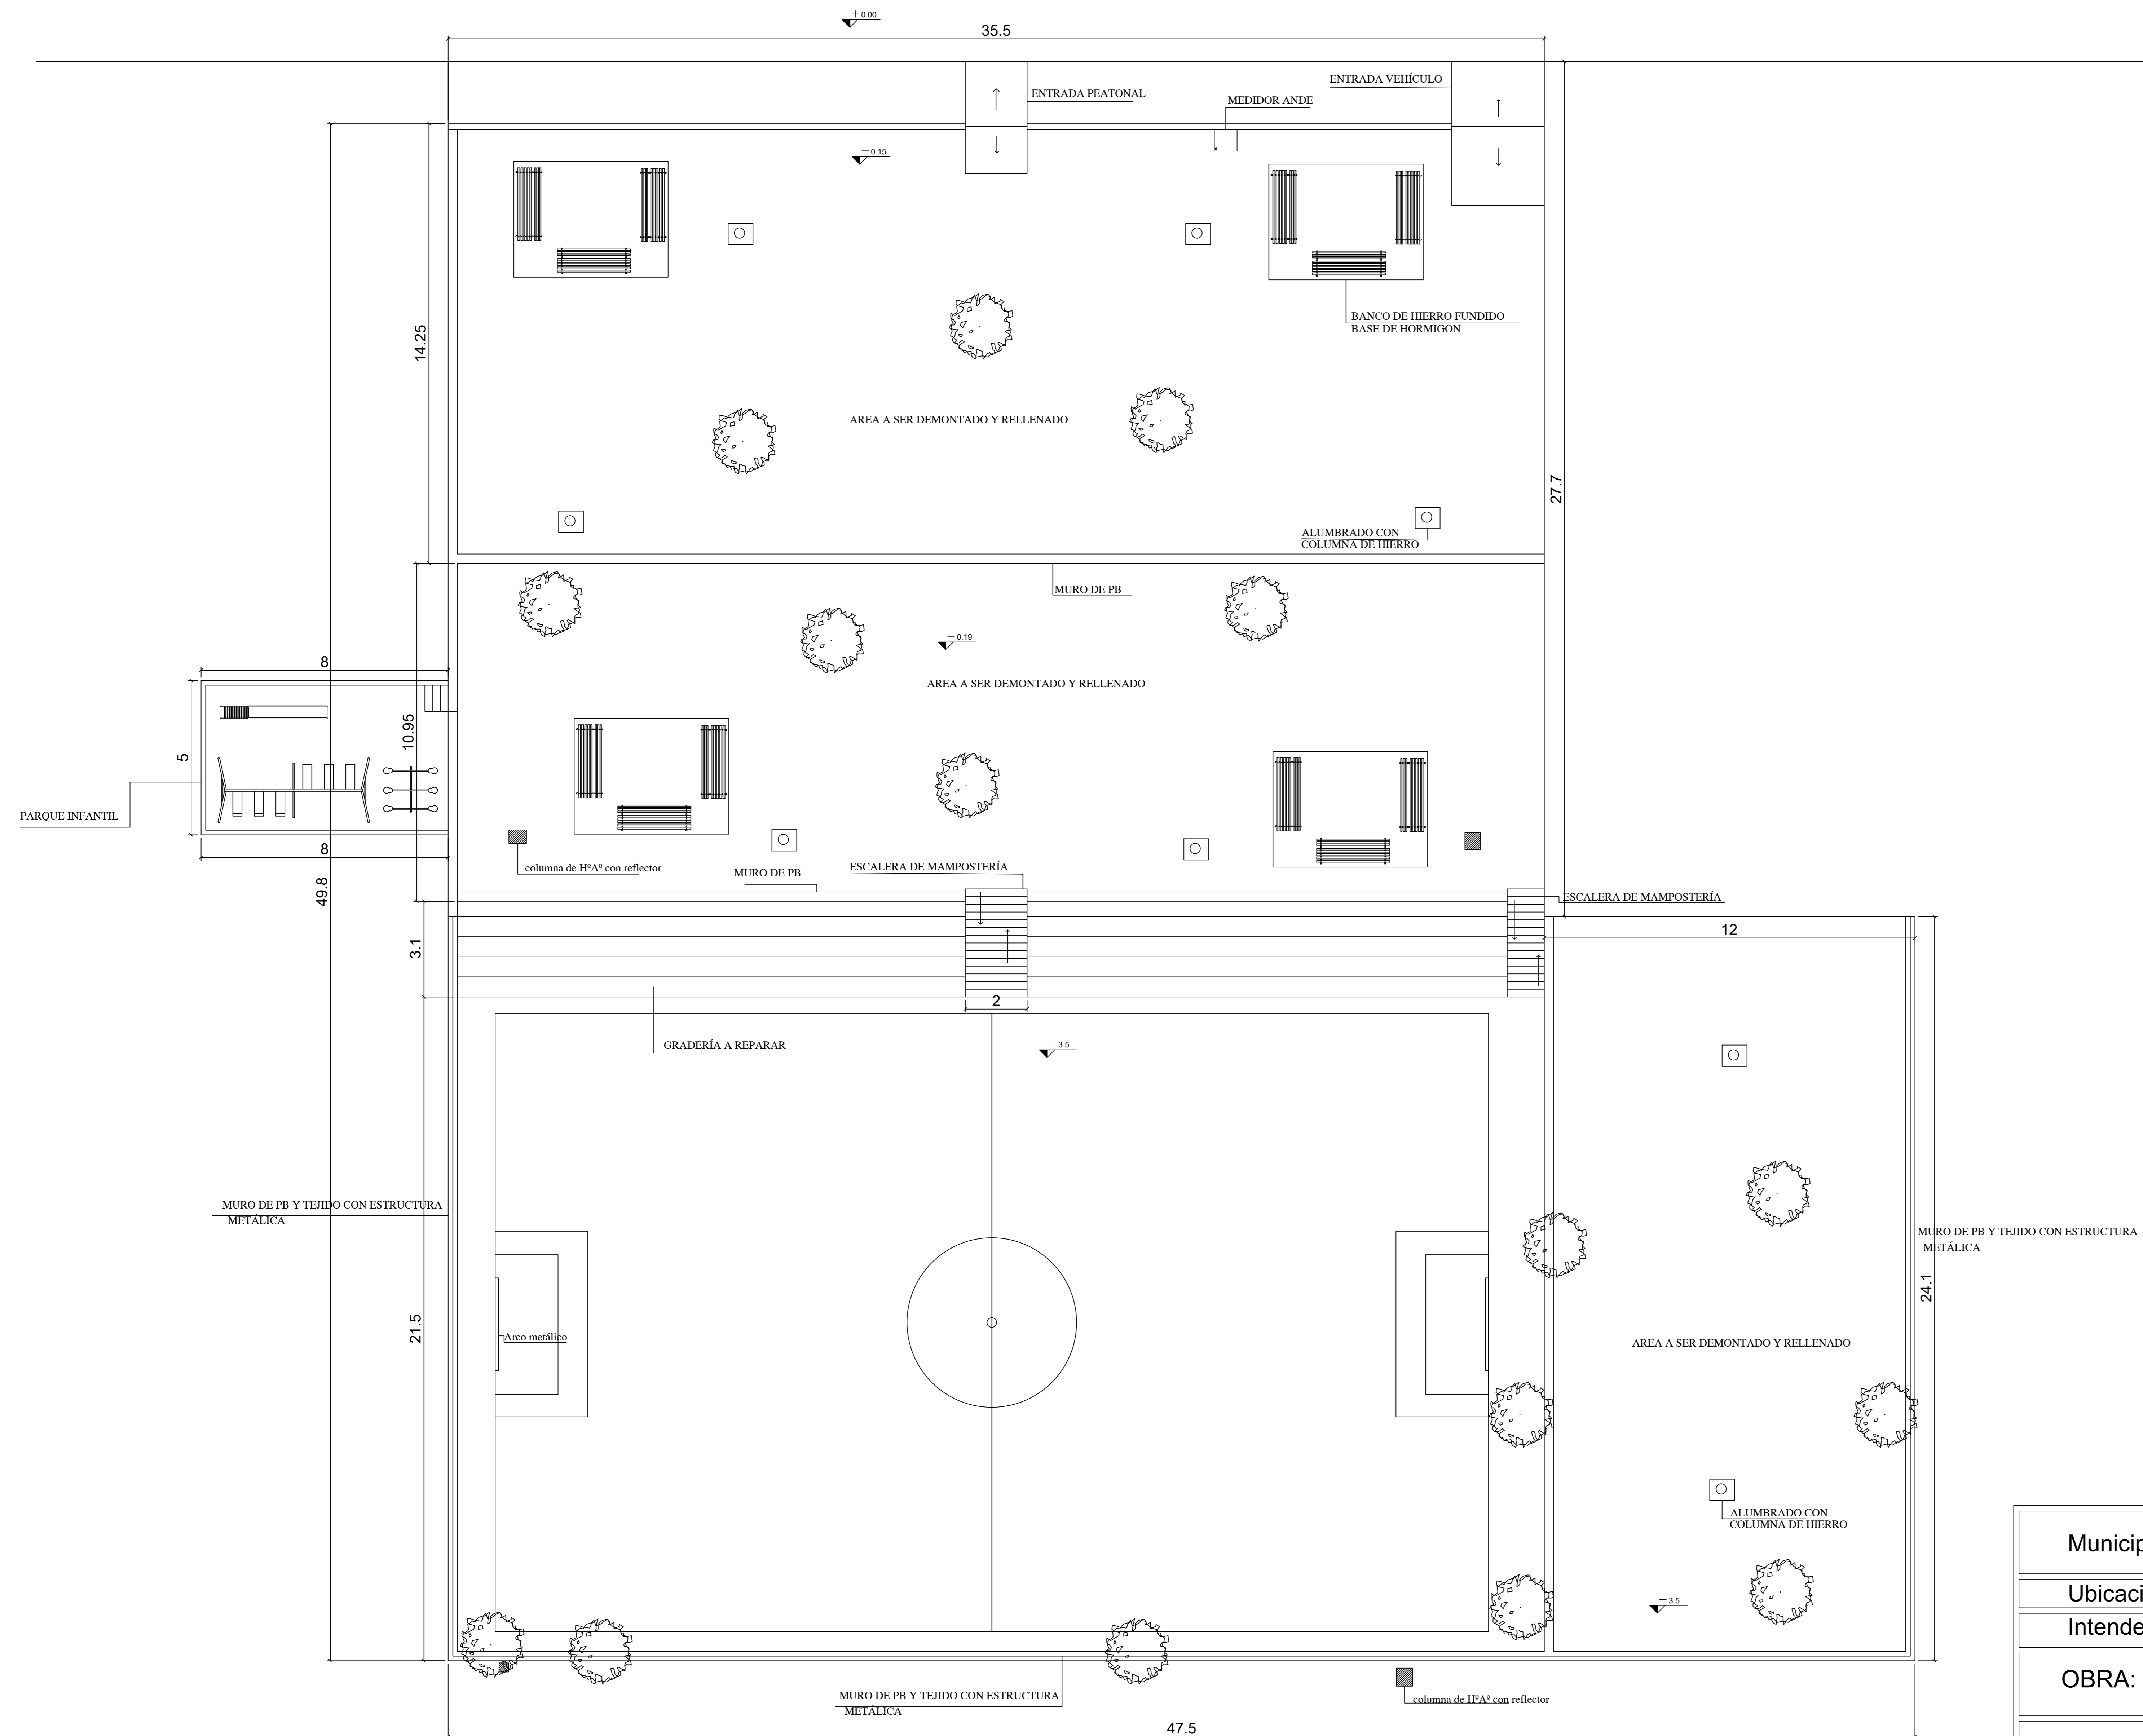 + 0.00
35.5
ENTRADA VEHÍCULO
ENTRADA PEATONAL
MEDIDOR ANDE
− 0.15
BANCO DE HIERRO FUNDIDO
BASE DE HORMIGON
14.25
AREA A SER DEMONTADO Y RELLENADO
27.7
ALUMBRADO CON
COLUMNA DE HIERRO
MURO DE PB
− 0.19
8
AREA A SER DEMONTADO Y RELLENADO
10.95
5
PARQUE INFANTIL
8
columna de HºAº con reflector
MURO DE PB
ESCALERA DE MAMPOSTERÍA
49.8
ESCALERA DE MAMPOSTERÍA
12
3.1
2
GRADERÍA A REPARAR
− 3.5
MURO DE PB Y TEJIDO CON ESTRUCTURA
METÁLICA
MURO DE PB Y TEJIDO CON ESTRUCTURA
METÁLICA
24.1
21.5
Arco metálico
AREA A SER DEMONTADO Y RELLENADO
ALUMBRADO CON
COLUMNA DE HIERRO
Municip
Ubicaci
− 3.5
Intende
OBRA:
MURO DE PB Y TEJIDO CON ESTRUCTURA
METÁLICA
columna de HºAº con reflector
47.5